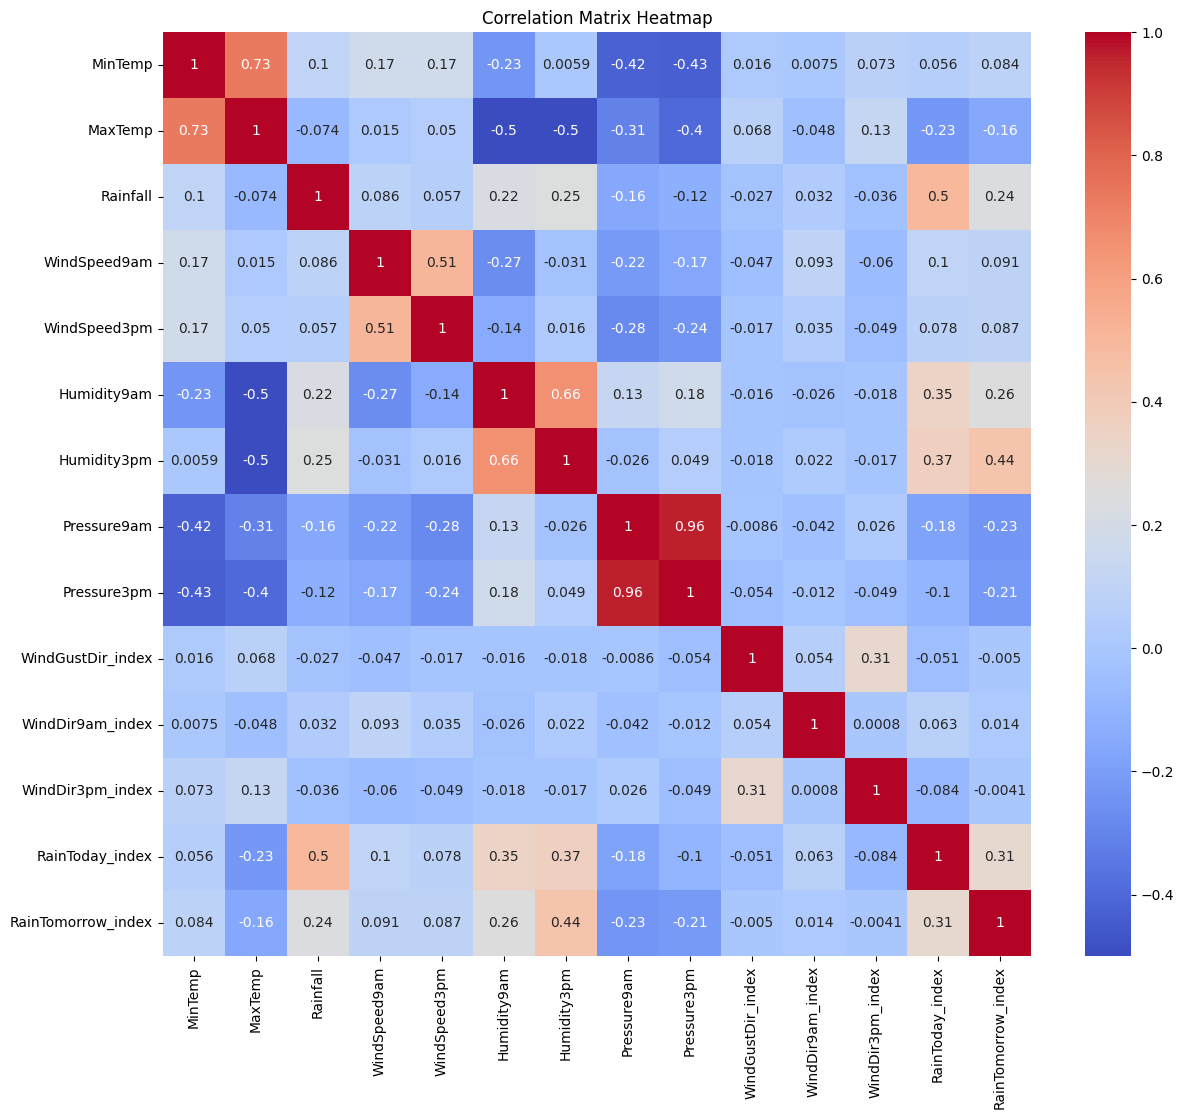 Correlation Matrix Heatmap
MinTemp 1 0.73 0.1 0.17 0.17 -0.23 0.0059 -0.42 -0.43 0.016 0.0075 0.073 0.056 0.084
MaxTemp 0.73 1 -0.074 0.015 0.05 -0.5 -0.5 -0.31 -0.4 0.068 -0.048 0.13 -0.23 -0.16
Rainfall 0.1 -0.074 1 0.086 0.057 0.22 0.25 -0.16 -0.12 -0.027 0.032 -0.036 0.5 0.24
WindSpeed9am 0.17 0.015 0.086 1 0.51 -0.27 -0.031 -0.22 -0.17 -0.047 0.093 -0.06 0.1 0.091
WindSpeed3pm 0.17 0.05 0.057 0.51 1 -0.14 0.016 -0.28 -0.24 -0.017 0.035 -0.049 0.078 0.087
Humidity9am -0.23 -0.5 0.22 -0.27 -0.14 1 0.66 0.13 0.18 -0.016 -0.026 -0.018 0.35 0.26
Humidity3pm 0.0059 -0.5 0.25 -0.031 0.016 0.66 1 -0.026 0.049 -0.018 0.022 -0.017 0.37 0.44
Pressure9am -0.42 -0.31 -0.16 -0.22 -0.28 0.13 -0.026 1 0.96 -0.0086 -0.042 0.026 -0.18 -0.23
Pressure3pm -0.43 -0.4 -0.12 -0.17 -0.24 0.18 0.049 0.96 1 -0.054 -0.012 -0.049 -0.1 -0.21
WindGustDir_index 0.016 0.068 -0.027 -0.047 -0.017 -0.016 -0.018 -0.0086 -0.054 1 0.054 0.31 -0.051 -0.005
WindDir9am_index 0.0075 -0.048 0.032 0.093 0.035 -0.026 0.022 -0.042 -0.012 0.054 1 0.0008 0.063 0.014
WindDir3pm_index 0.073 0.13 -0.036 -0.06 -0.049 -0.018 -0.017 0.026 -0.049 0.31 0.0008 1 -0.084 -0.0041
RainToday_index 0.056 -0.23 0.5 0.1 0.078 0.35 0.37 -0.18 -0.1 -0.051 0.063 -0.084 1 0.31
RainTomorrow_index 0.084 -0.16 0.24 0.091 0.087 0.26 0.44 -0.23 -0.21 -0.005 0.014 -0.0041 0.31 1
MinTemp
MaxTemp
Rainfall
WindSpeed9am
WindSpeed3pm
Humidity9am
Humidity3pm
Pressure9am
Pressure3pm
WindGustDir_index
WindDir9am_index
WindDir3pm_index
RainToday_index
RainTomorrow_index
1.0
0.8
0.6
0.4
0.2
0.0
−0.2
−0.4